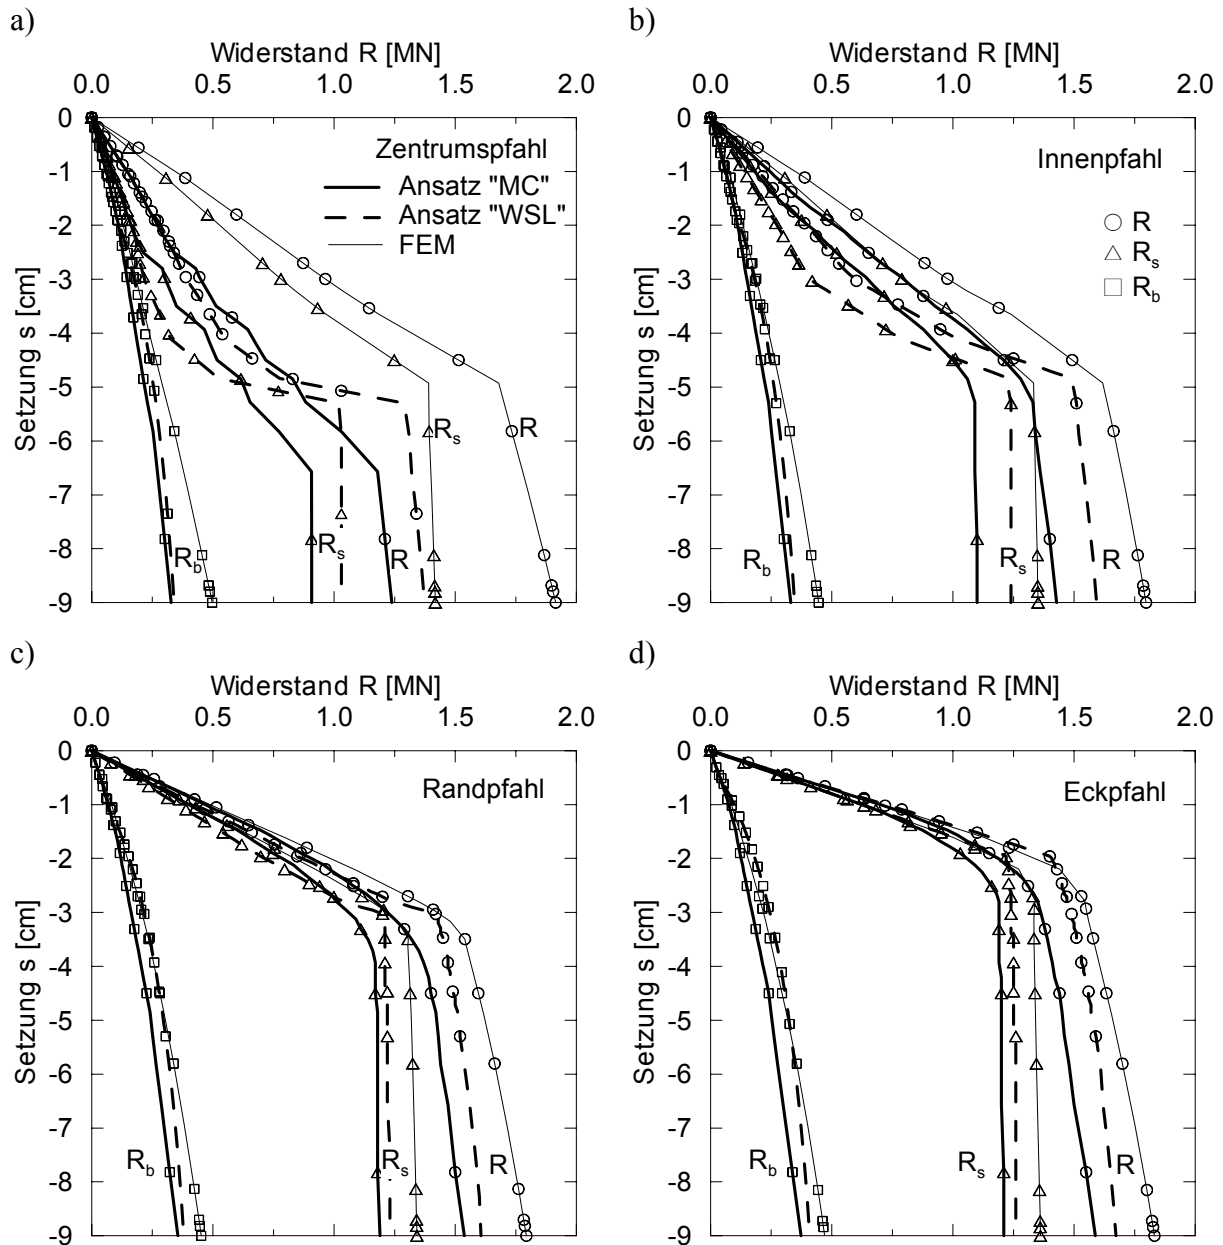 a)
Widerstand R [MN]
0.0 0.5 1.0 1.5 2.0
0
-1
-2
-3
-4
-5
-6
-7
-8
-9
Setzung s [cm]
Zentrumspfahl
Ansatz "MC"
Ansatz "WSL"
FEM
Rs
R
Rb
Rs
R
b)
Widerstand R [MN]
0.0 0.5 1.0 1.5 2.0
0
-1
-2
-3
-4
-5
-6
-7
-8
-9
Setzung s [cm]
Innenpfahl
R
Rs
Rb
Rb
Rs
R
c)
Widerstand R [MN]
0.0 0.5 1.0 1.5 2.0
0
-1
-2
-3
-4
-5
-6
-7
-8
-9
Setzung s [cm]
Randpfahl
Rb
Rs
R
d)
Widerstand R [MN]
0.0 0.5 1.0 1.5 2.0
0
-1
-2
-3
-4
-5
-6
-7
-8
-9
Setzung s [cm]
Eckpfahl
Rb
Rs
R